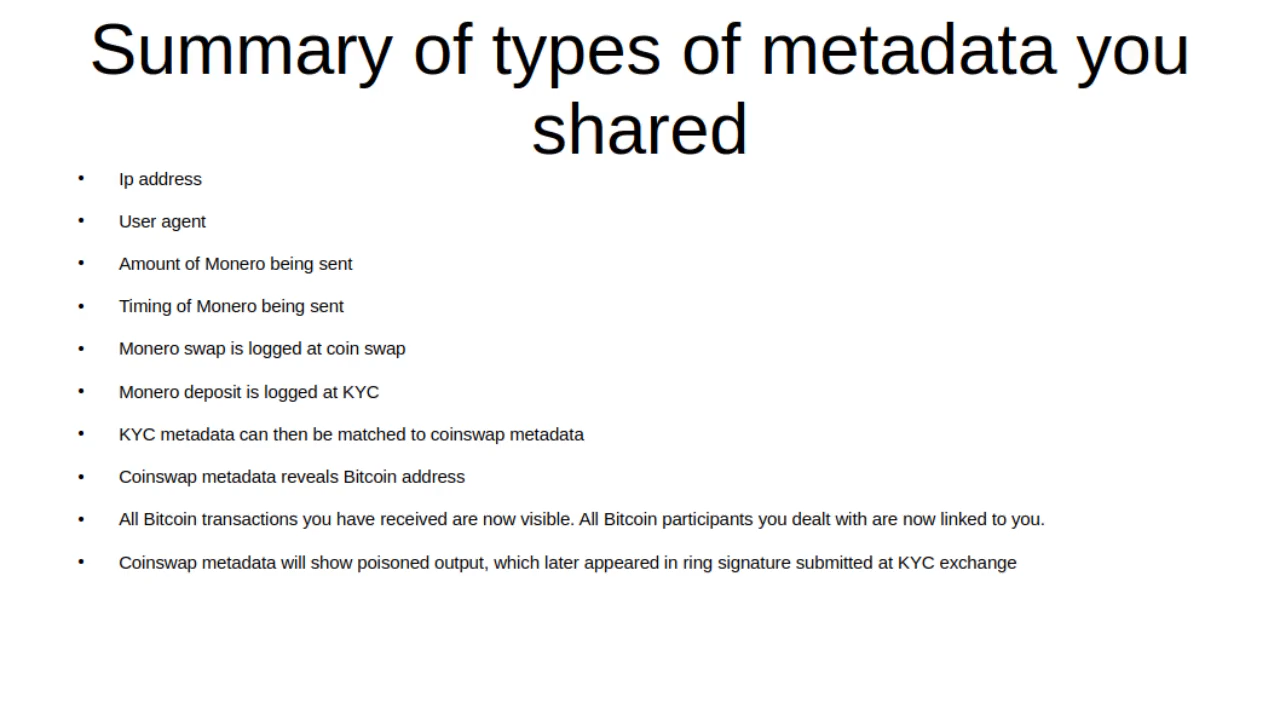 Summary of types of metadata you
shared
• Ip address
• User agent
• Amount of Monero being sent
• Timing of Monero being sent
• Monero swap is logged at coin swap
• Monero deposit is logged at KYC
• KYC metadata can then be matched to coinswap metadata
• Coinswap metadata reveals Bitcoin address
• All Bitcoin transactions you have received are now visible. All Bitcoin participants you dealt with are now linked to you.
• Coinswap metadata will show poisoned output, which later appeared in ring signature submitted at KYC exchange